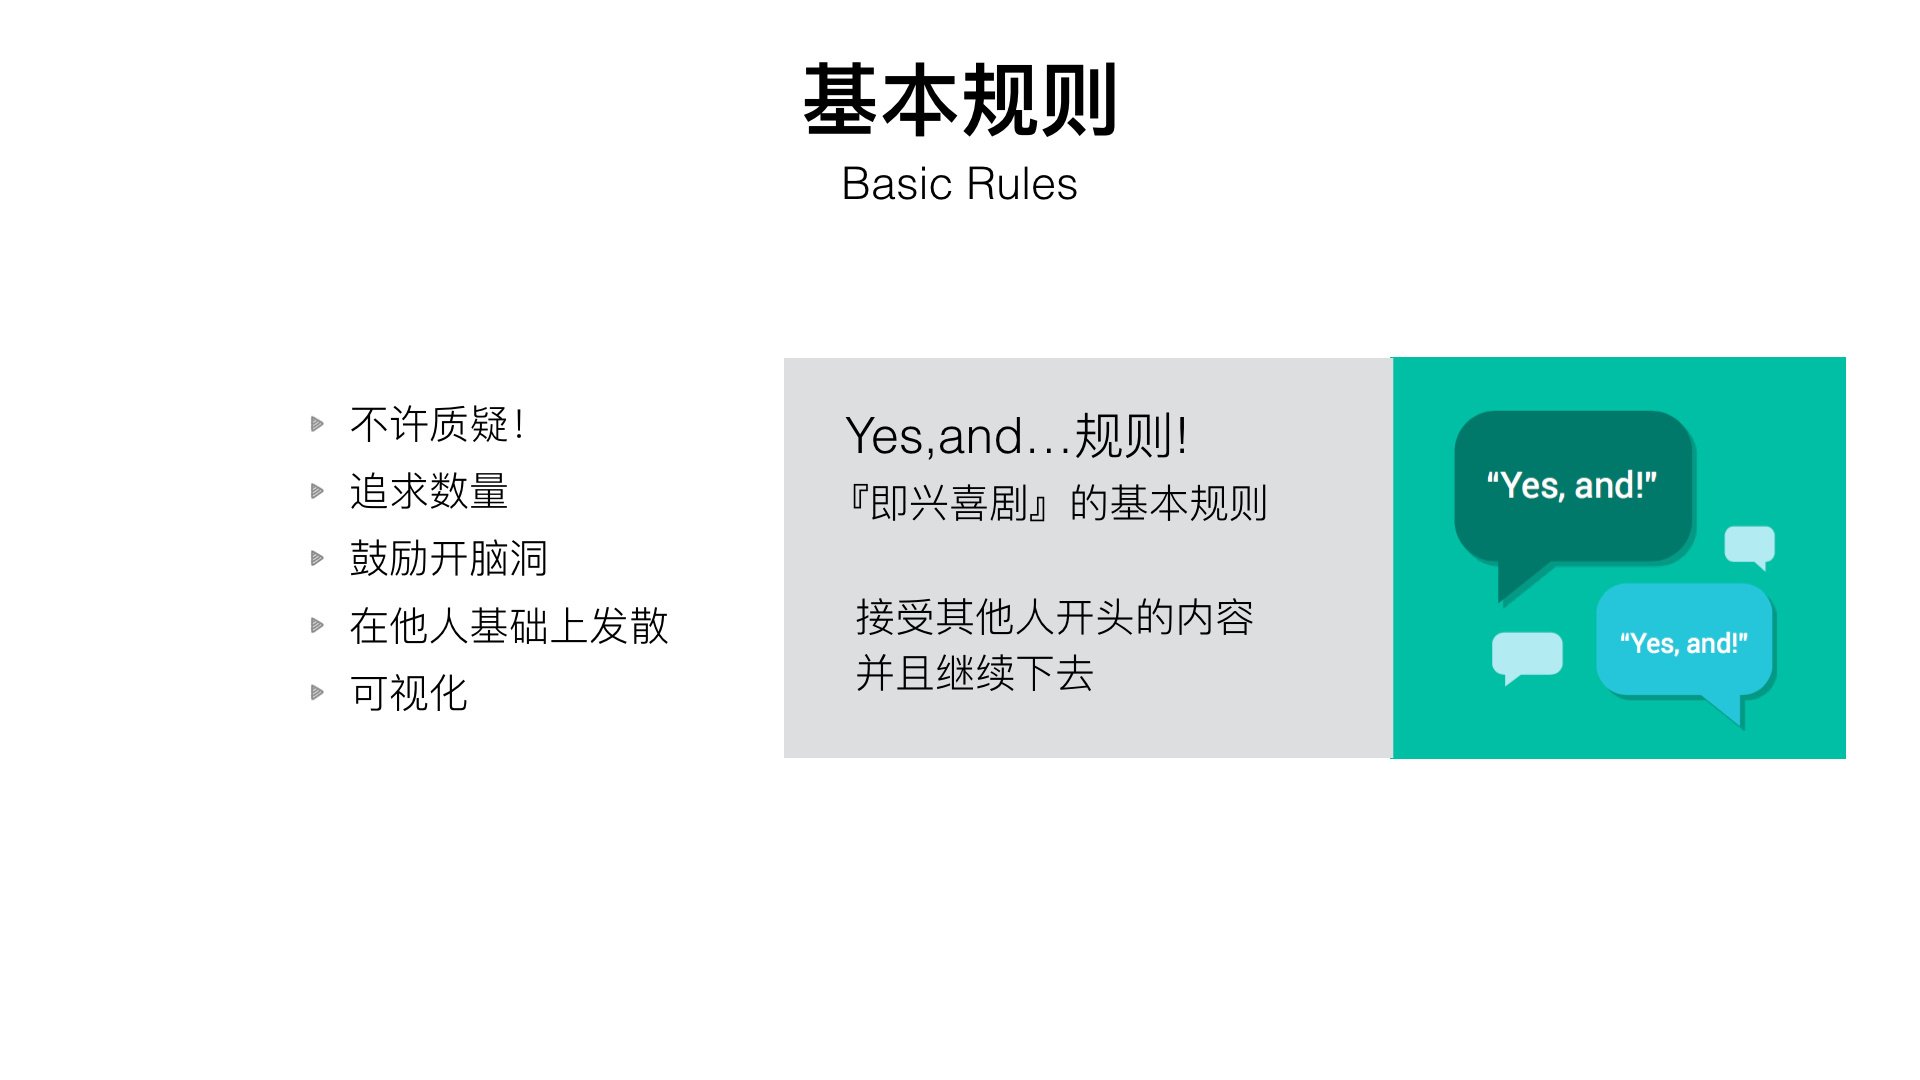 基本规则
Basic Rules
不许质疑！
追求数量
鼓励开脑洞
在他人基础上发散
可视化
Yes,and…规则!
『即兴喜剧』的基本规则
接受其他人开头的内容
并且继续下去
“Yes, and!”
“Yes, and!”